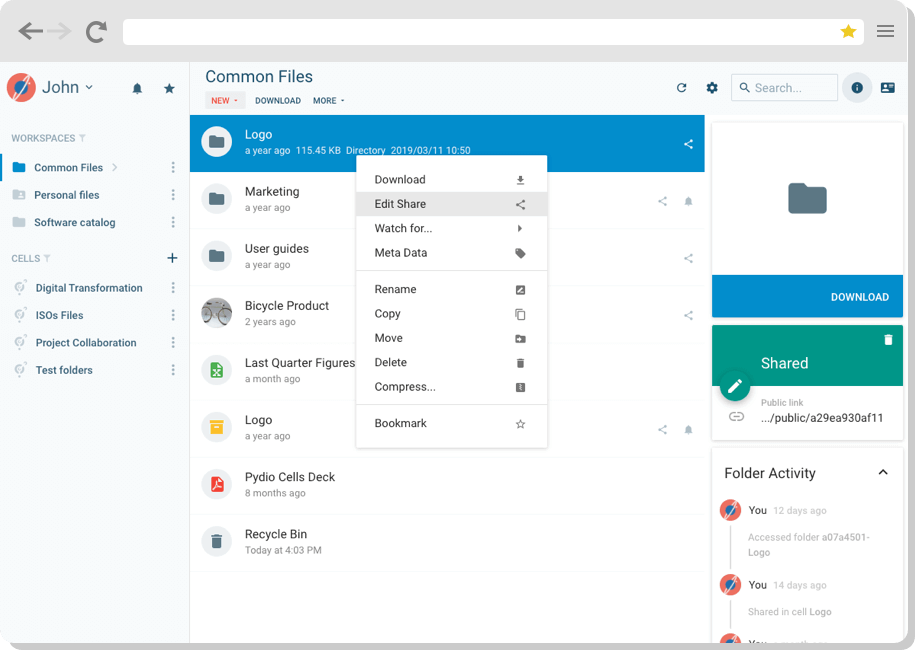 John
WORKSPACES
Common Files
Personal files
Software catalog
CELLS
Digital Transformation
ISOs Files
Project Collaboration
Test folders
Common Files
NEW
DOWNLOAD
MORE
Search...
Logo
a year ago 115.45 KB Directory 2019/03/11 10:50
Marketing
a year ago
User guides
a year ago
Bicycle Product
2 years ago
Last Quarter Figures
a month ago
Logo
a year ago
Pydio Cells Deck
8 months ago
Recycle Bin
Today at 4:03 PM
Download
Edit Share
Watch for...
Meta Data
Rename
Copy
Move
Delete
Compress...
Bookmark
DOWNLOAD
Shared
Public link
.../public/a29ea930af11
Folder Activity
You 12 days ago
Accessed folder a07a4501-
Logo
You 14 days ago
Shared in cell Logo